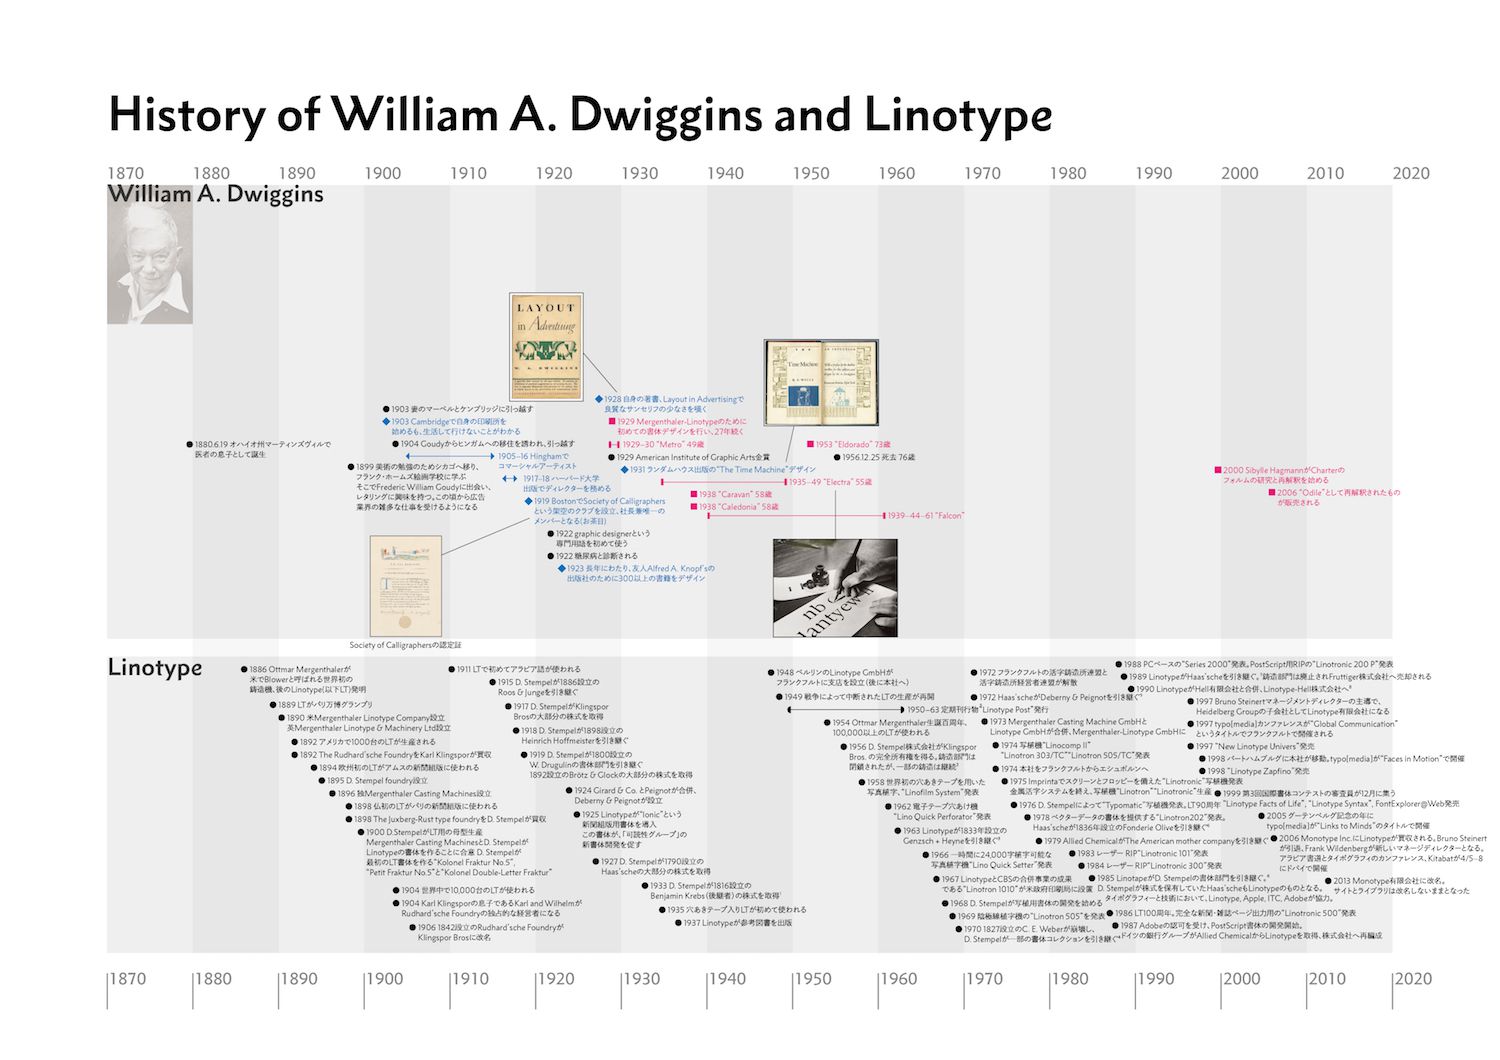 History of William A. Dwiggins and Linotype
1870 1880 1890 1900 1910 1920 1930 1940 1950 1960 1970 1980 1990 2000 2010 2020
William A. Dwiggins
LAYOUT
in Advertising
W. A. DWIGGINS
Time Machine
1903 妻のマーベルとケンブリッジに引っ越す
1903 Cambridgeで自身の印刷所を
始めるも、生活して行けないことがわかる
1880.6.19 オハイオ州マーティンズヴィルで
医者の息子として誕生
1904 Goudyからヒンガムへの移住を誘われ、引っ越す
1905–16 Hinghamで
コマーシャルアーティスト
1899 美術の勉強のためシカゴへ移り、
フランク・ホームズ絵画学校に学ぶ
そこでFrederic William Goudyに出会い、
レタリングに興味を持つ。この頃から広告
業界の雑多な仕事を受けるようになる
1917–18 ハーバード大学
出版でディレクターを務める
1919 BostonでSociety of Calligraphers
という架空のクラブを設立、社長兼唯一の
メンバーとなる(お茶目)
1922 graphic designerという
専門用語を初めて使う
1922 糖尿病と診断される
1923 長年にわたり、友人Alfred A. Knopf'sの
出版社のために300以上の書籍をデザイン
1928 自身の著書、Layout in Advertisingで
良質なサンセリフの少なさを嘆く
1929 Mergenthaler-Linotypeのために
初めての書体デザインを行い、27年続く
1929–30 "Metro" 49歳
1929 American Institute of Graphic Arts金賞
1931 ランダムハウス出版の"The Time Machine"デザイン
1935–49 "Electra" 55歳
1938 "Caravan" 58歳
1938 "Caledonia" 58歳
1939–44–61 "Falcon"
1953 "Eldorado" 73歳
1956.12.25 死去 76歳
2000 Sibylle HagmannがCharterの
フォルムの研究と再解釈を始める
2006 "Odile"として再解釈されたもの
が販売される
nb
lantyew
Society of Calligraphersの認定証
Linotype
1886 Ottmar Mergenthalerが
米でBlowerと呼ばれる世界初の
鋳造機、後のLinotype(以下LT)発明
1889 LTがパリ万博グランプリ
1890 米Mergenthaler Linotype Company設立
英Mergenthaler Linotype & Machinery Ltd設立
1892 アメリカで1000台のLTが生産される
1892 The Rudhard'sche FoundryをKarl Klingsporが買収
1894 欧州初のLTがアムスの新聞組版に使われる
1895 D. Stempel foundry設立
1896 独Mergenthaler Casting Machines設立
1898 仏初のLTがパリの新聞組版に使われる
1898 The Juxberg-Rust type foundryをD. Stempelが買収
1900 D.StempelがLT用の母型生産
Mergenthaler Casting MachinesとD. Stempelが
Linotypeの書体を作ることに合意 D. Stempelが
最初のLT書体を作る"Kolonel Fraktur No.5",
"Petit Fraktur No.5"と"Kolonel Double-Letter Fraktur"
1904 世界中で10,000台のLTが使われる
1904 Karl Klingsporの息子であるKarl and Wilhelmが
Rudhard'sche Foundryの独占的な経営者になる
1906 1842設立のRudhard'sche Foundryが
Klingspor Brosに改名
1911 LTで初めてアラビア語が使われる
1915 D. Stempelが1886設立の
Roos & Jungeを引き継ぐ
1917 D. StempelがKlingspor
Brosの大部分の株式を取得
1918 D. Stempelが1898設立の
Heinrich Hoffmeisterを引き継ぐ
1919 D. Stempelが1800設立の
W. Drugulinの書体部門を引き継ぐ
1892設立のBrötz & Glockの大部分の株式を取得
1924 Girard & Co. とPeignotが合併、
Deberny & Peignotが設立
1925 Linotypeが"Ionic"という
新聞組版用書体を導入
この書体が、「可読性グループ」の
新書体開発を促す
1927 D. Stempelが1790設立の
Haas'scheの大部分の株式を取得
1933 D. Stempelが1816設立の
Benjamin Krebs (後継者) の株式を取得
1935 穴あきテープ入りLTが初めて使われる
1937 Linotypeが参考図書を出版
1948 ベルリンのLinotype GmbHが
フランクフルトに支店を設立 (後に本社へ)
1949 戦争によって中断されたLTの生産が再開
1950–63 定期刊行物"Linotype Post"発行
1954 Ottmar Mergenthaler生誕百周年、
100,000以上のLTが使われる
1956 D. Stempel株式会社がKlingspor
Bros. の完全所有権を得る。鋳造部門は
閉鎖されたが、一部の鋳造は継続
1958 世界初の穴あきテープを用いた
写真植字、"Linofilm System"発表
1962 電子テープ穴あけ機
"Lino Quick Perforator"発表
1963 Linotypeが1833年設立の
Genzsch + Heyneを引き継ぐ
1966 一時間に24,000字植字可能な
写真植字機"Lino Quick Setter"発表
1967 LinotypeとCBSの合併事業の成果
である"Linotron 1010"が米政府印刷局に設置
1968 D. Stempelが写植用書体の開発を始める
1969 陰極線植字機の"Linotron 505"を発表
1970 1827設立のC. E. Weberが崩壊し、
D. Stempelが一部の書体コレクションを引き継ぐ
1972 フランクフルトの活字鋳造所連盟と
活字鋳造所経営者連盟が解散
1972 Haas'scheがDeberny & Peignotを引き継ぐ
1973 Mergenthaler Casting Machine GmbHと
Linotype GmbHが合併、Mergenthaler-Linotype GmbHに
1974 写植機"Linocomp II"
"Linotron 303/TC""Linotron 505/TC"発表
1974 本社をフランクフルトからエシュボルンへ
1975 Imprintaでスクリーンとフロッピーを備えた"Linotronic"写植機発表
金属活字システムを終え、写植機"Linotron""Linotronic"生産
1976 D. Stempelによって"Typomatic"写植機発表。LT90周年
1978 ベクターデータの書体を提供する"Linotron202"発表。
Haas'scheが1836年設立のFonderie Oliveを引き継ぐ
1979 Allied ChemicalがThe American mother companyを引き継ぐ
1983 レーザー RIP"Linotronic 101"発表
1984 レーザー RIP"Linotronic 300"発表
1985 LinotapeがD. Stempelの書体部門を引き継ぐ。
D. Stempelが株式を保有していたHaas'scheもLinotypeのものとなる。
タイポグラフィーと技術において、Linotype, Apple, ITC, Adobeが協力。
1986 LT100周年。完全な新聞・雑誌ページ出力用の"Linotronic 500"発表
1987 Adobeの認可を受け、PostScript書体の開発開始。
ドイツの銀行グループがAllied ChemicalからLinotypeを取得、株式会社へ再編成
1988 PCベースの"Series 2000"発表。PostScript用RIPの"Linotronic 200 P"発表
1989 LinotypeがHaas'scheを引き継ぐ。鋳造部門は廃止されFruttiger株式会社へ売却される
1990 LinotypeがHell有限会社と合併、Linotype-Hell株式会社へ
1997 Bruno Steinertマネージメントディレクターの主導で、
Heidelberg Groupの子会社としてLinotype有限会社になる
1997 typo[media]カンファレンスが"Global Communication"
というタイトルでフランクフルトで開催される
1997 "New Linotype Univers"発売
1998 バートハムブルグに本社が移動。typo[media]が"Faces in Motion"で開催
1998 "Linotype Zapfino"発売
1999 第3回国際書体コンテストの審査員が12月に集う
"Linotype Facts of Life", "Linotype Syntax", FontExplorer@Web発売
2005 グーテンベルグ記念の年に
typo[media]が"Links to Minds"のタイトルで開催
2006 Monotype Inc.にLinotypeが買収される。Bruno Steinert
が引退、Frank Wildenbergが新しいマネージディレクターとなる。
アラビア書道とタイポグラフィのカンファレンス、Kitabatが4/5–8
にドバイで開催
2013 Monotype有限会社に改名。
サイトとライブラリは改名しないままとなった
1870 1880 1890 1900 1910 1920 1930 1940 1950 1960 1970 1980 1990 2000 2010 2020